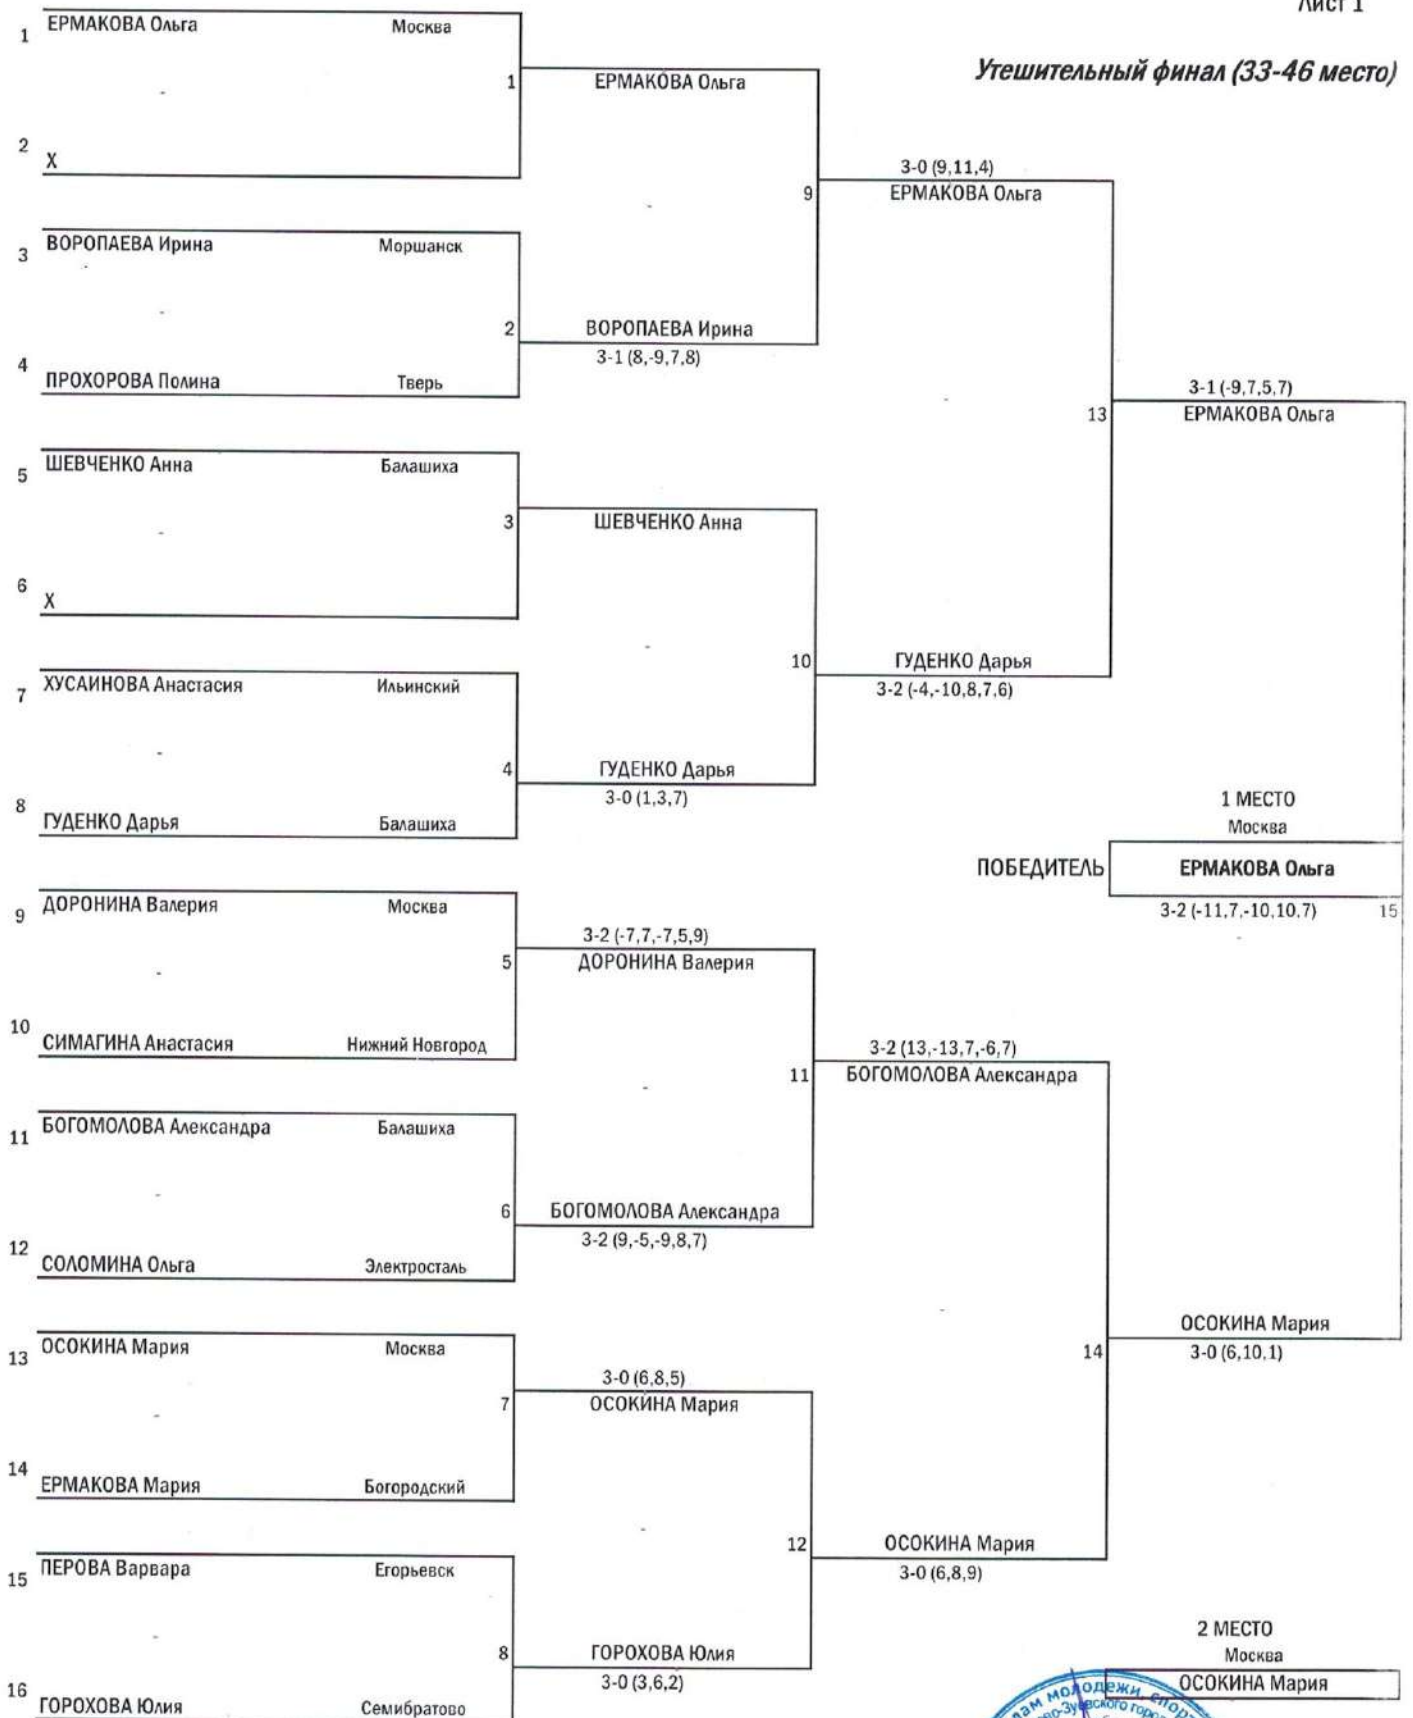 Лист 1
Утешительный финал (33-46 место)
1 ЕРМАКОВА Ольга Москва
1 ЕРМАКОВА Ольга
2 X
3-0 (9,11,4)
9 ЕРМАКОВА Ольга
3 ВОРОПАЕВА Ирина Моршанск
2 ВОРОПАЕВА Ирина
3-1 (8,-9,7,8)
4 ПРОХОРОВА Полина Тверь
3-1 (-9,7,5,7)
13 ЕРМАКОВА Ольга
5 ШЕВЧЕНКО Анна Балашиха
3 ШЕВЧЕНКО Анна
6 X
10 ГУДЕНКО Дарья
3-2 (-4,-10,8,7,6)
7 ХУСАИНОВА Анастасия Ильинский
4 ГУДЕНКО Дарья
3-0 (1,3,7)
8 ГУДЕНКО Дарья Балашиха
1 МЕСТО
Москва
ПОБЕДИТЕЛЬ ЕРМАКОВА Ольга
3-2 (-11,7,-10,10.7) 15
9 ДОРОНИНА Валерия Москва
3-2 (-7,7,-7,5,9)
5 ДОРОНИНА Валерия
10 СИМАГИНА Анастасия Нижний Новгород
3-2 (13,-13,7,-6,7)
11 БОГОМОЛОВА Александра
11 БОГОМОЛОВА Александра Балашиха
6 БОГОМОЛОВА Александра
3-2 (9,-5,-9,8,7)
12 СОЛОМИНА Ольга Электросталь
ОСОКИНА Мария
14 3-0 (6,10,1)
13 ОСОКИНА Мария Москва
3-0 (6,8,5)
7 ОСОКИНА Мария
14 ЕРМАКОВА Мария Богородский
12 ОСОКИНА Мария
3-0 (6,8,9)
15 ПЕРОВА Варвара Егорьевск
8 ГОРОХОВА Юлия
3-0 (3,6,2)
16 ГОРОХОВА Юлия Семибратово
2 МЕСТО
Москва
ОСОКИНА Мария
молодежи,